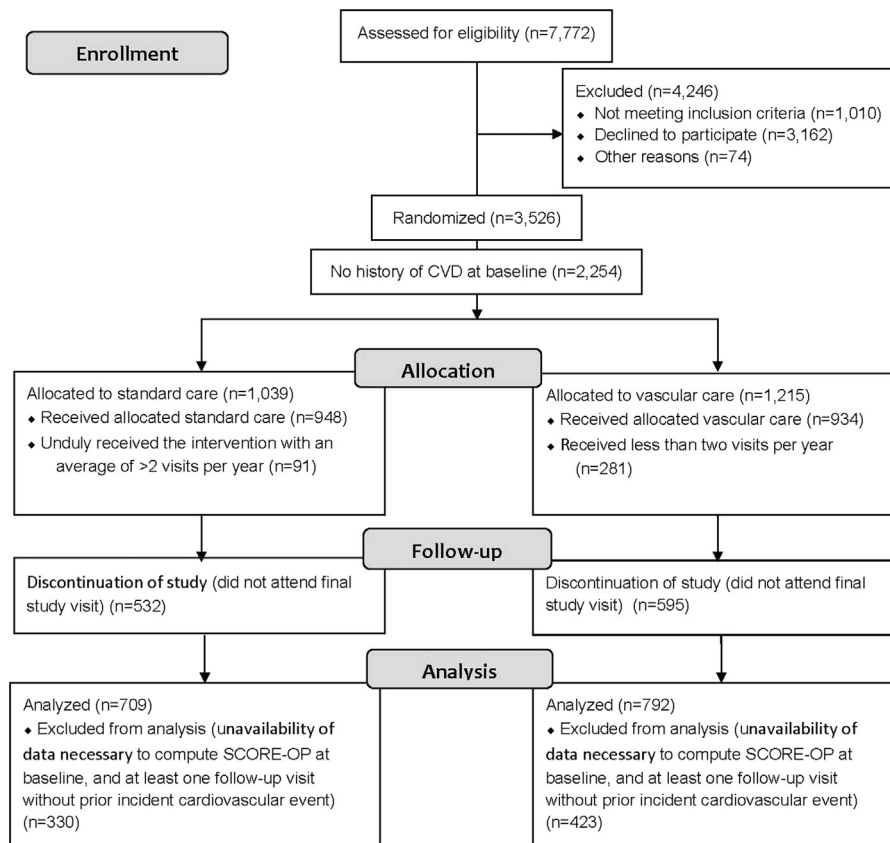 Assessed for eligibility (n=7,772)
Enrollment
Excluded (n=4,246)
◆ Not meeting inclusion criteria (n=1,010)
◆ Declined to participate (n=3,162)
◆ Other reasons (n=74)
Randomized (n=3,526)
No history of CVD at baseline (n=2,254)
Allocation
Allocated to standard care (n=1,039)
◆ Received allocated standard care (n=948)
◆ Unduly received the intervention with an
average of >2 visits per year (n=91)
Allocated to vascular care (n=1,215)
◆ Received allocated vascular care (n=934)
◆ Received less than two visits per year
(n=281)
Follow-up
Discontinuation of study (did not attend final
study visit) (n=532)
Discontinuation of study (did not attend final
study visit) (n=595)
Analysis
Analyzed (n=709)
◆ Excluded from analysis (unavailability of
data necessary to compute SCORE-OP at
baseline, and at least one follow-up visit
without prior incident cardiovascular event)
(n=330)
Analyzed (n=792)
◆ Excluded from analysis (unavailability of
data necessary to compute SCORE-OP at
baseline, and at least one follow-up visit
without prior incident cardiovascular event)
(n=423)